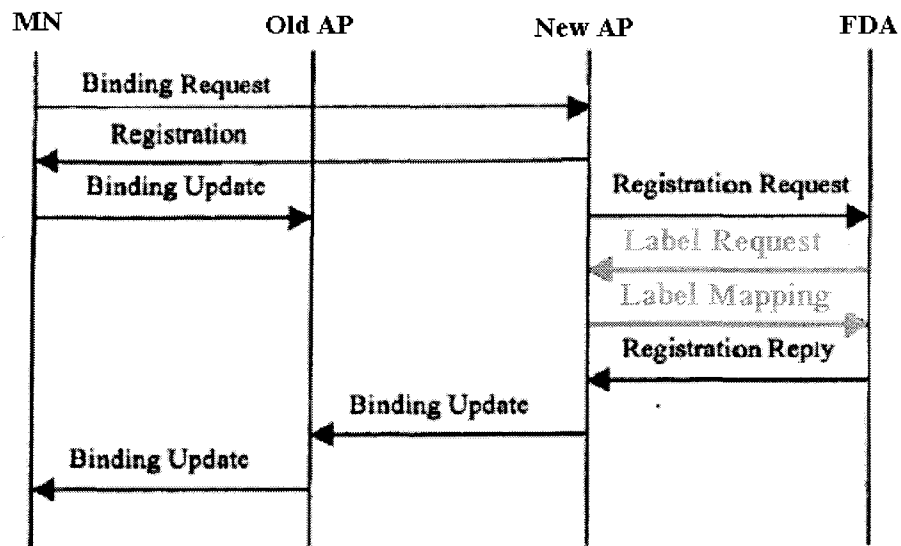 MN Old AP New AP FDA
Binding Request
Registration
Binding Update Registration Request
Label Request
Label Mapping
Registration Reply
Binding Update
Binding Update